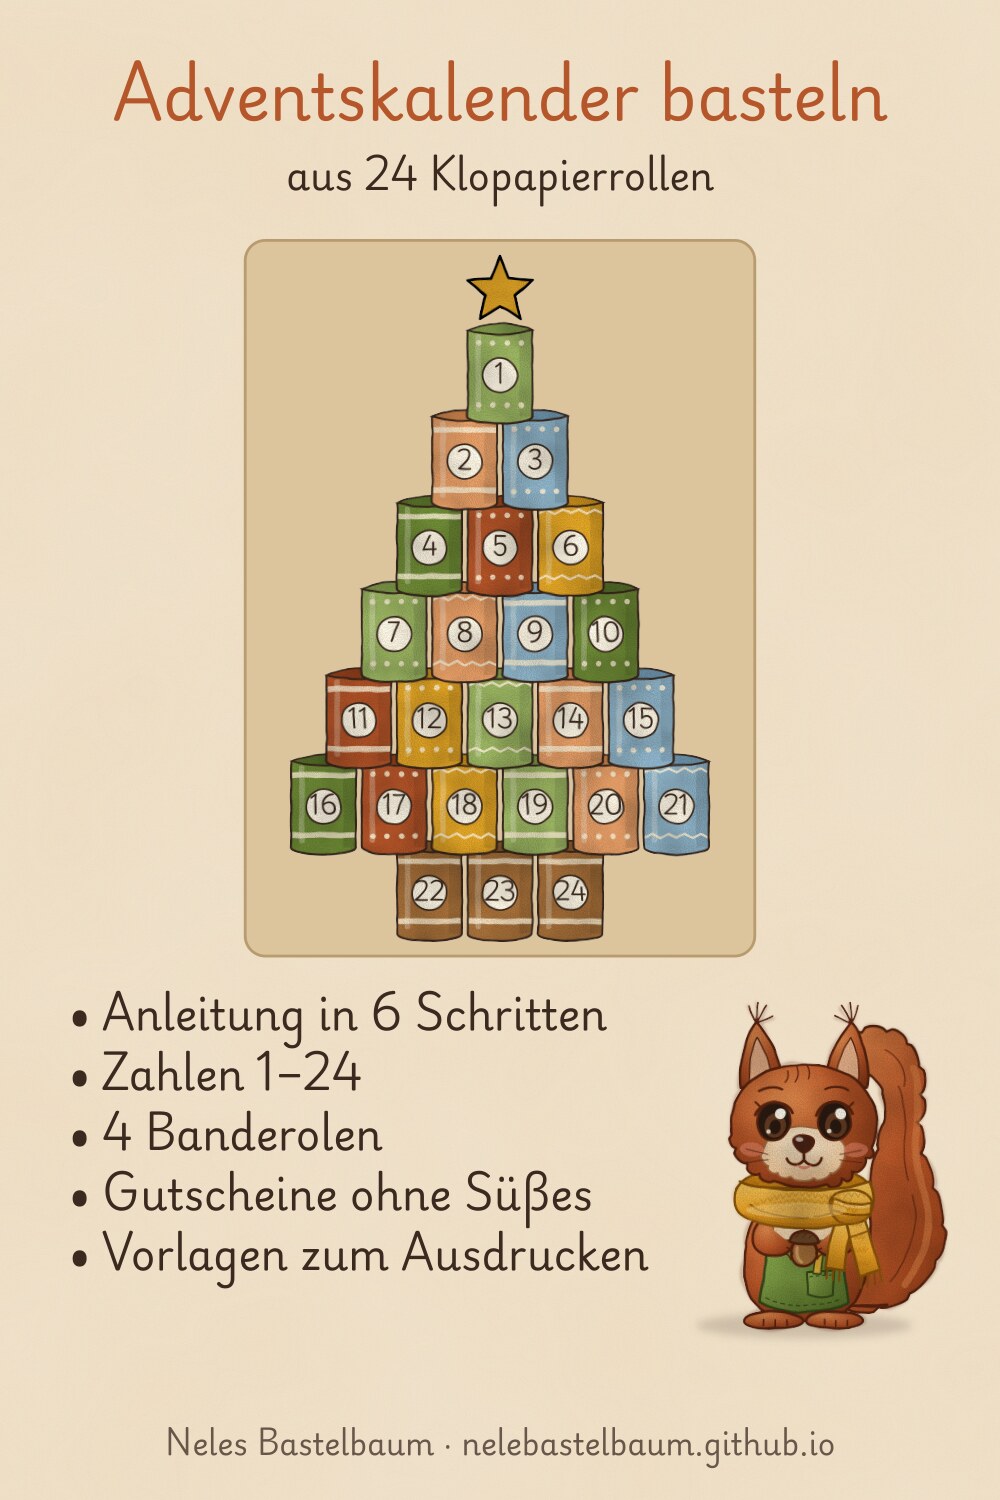 Adventskalender basteln
aus 24 Klopapierrollen
1
2 3
4 5 6
7 8 9 10
11 12 13 14 15
16 17 18 19 20 21
22 23 24
• Anleitung in 6 Schritten
• Zahlen 1–24
• 4 Banderolen
• Gutscheine ohne Süßes
• Vorlagen zum Ausdrucken
Neles Bastelbaum · nelebastelbaum.github.io